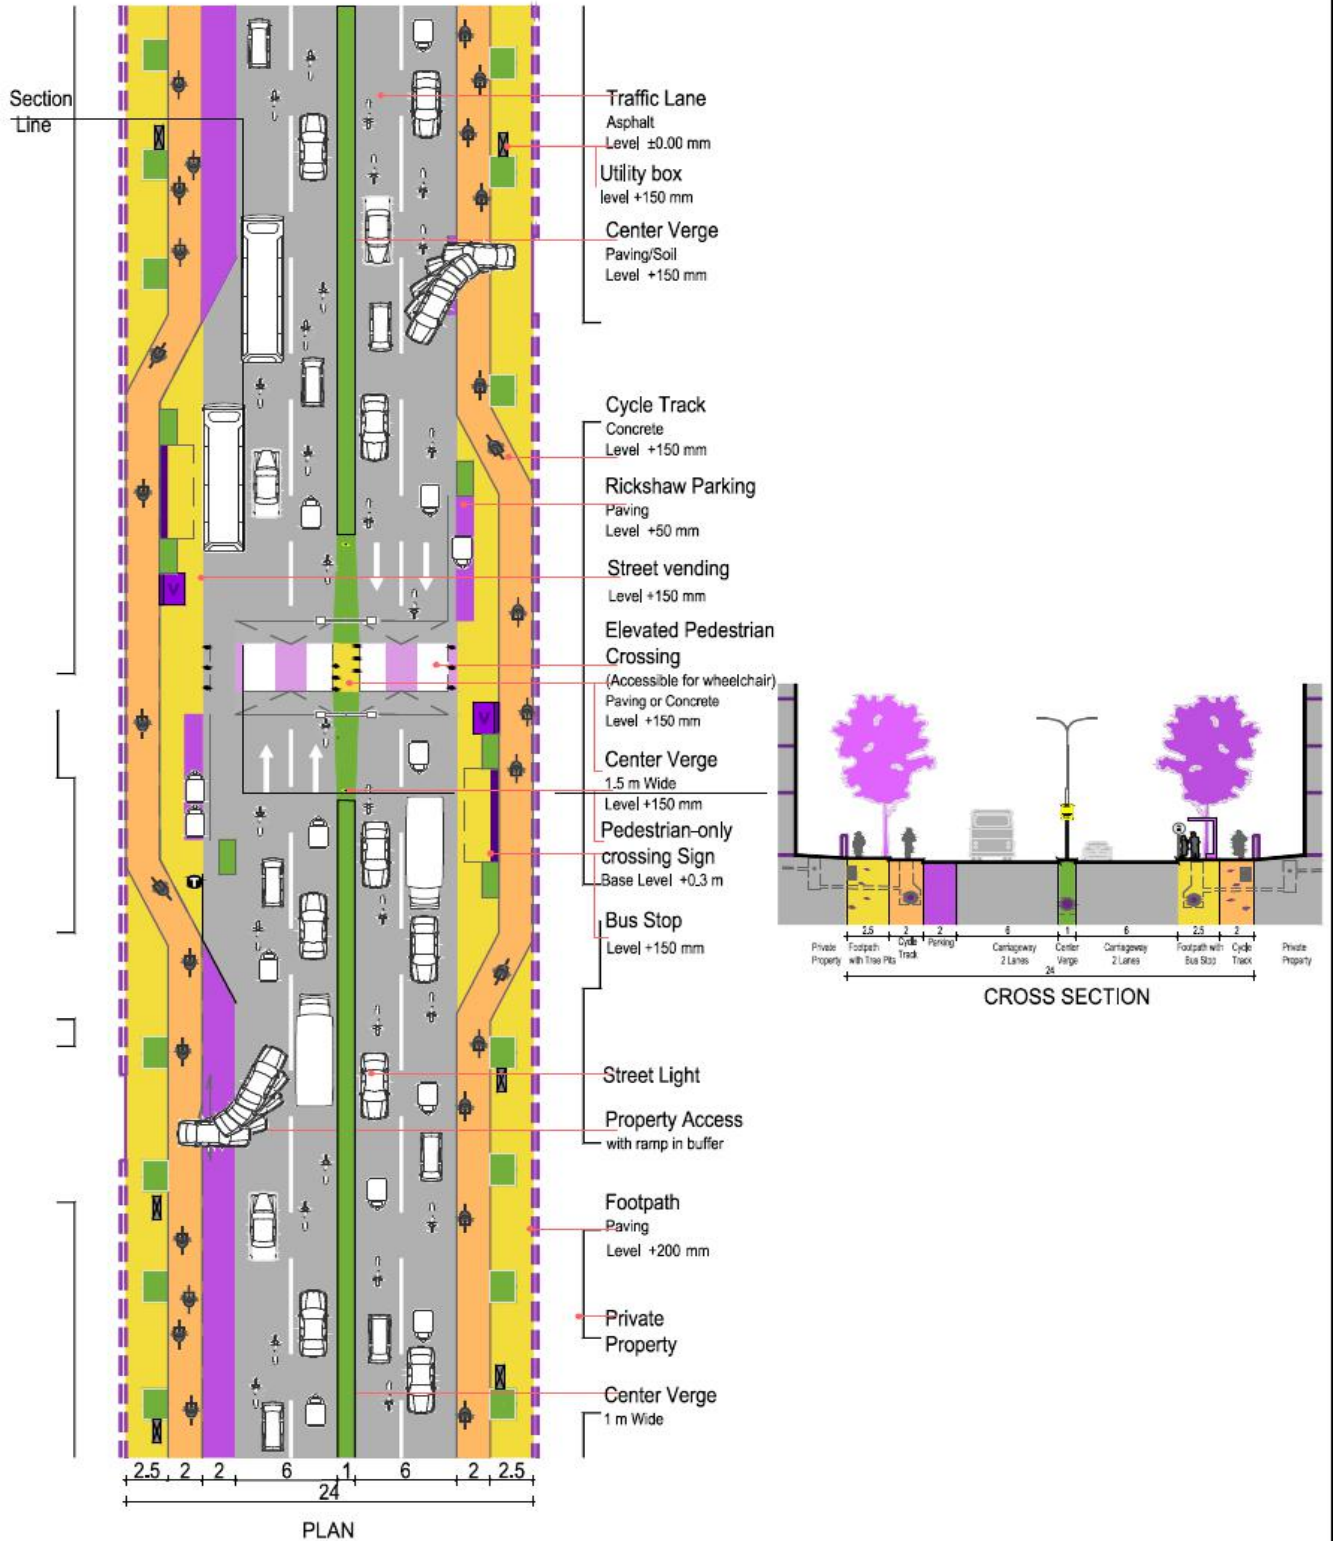 Section
Line
Traffic Lane
Asphalt
Level ±0.00 mm
Utility box
level +150 mm
Center Verge
Paving/Soil
Level +150 mm
Cycle Track
Concrete
Level +150 mm
Rickshaw Parking
Paving
Level +50 mm
Street vending
Level +150 mm
Elevated Pedestrian
Crossing
(Accessible for wheelchair)
Paving or Concrete
Level +150 mm
Center Verge
1.5 m Wide
Level +150 mm
Pedestrian-only
crossing Sign
Base Level +0.3 m
Bus Stop
Level +150 mm
Street Light
Property Access
with ramp in buffer
Footpath
Paving
Level +200 mm
Private
Property
Center Verge
1 m Wide
V
V
2.5 2 2 6 1 6 2 2.5
24
PLAN
2.5 2 2 6 1 6 2.5 2
Private
Property
Footpath
with Tree Pits
Cycle
Track
Parking
Carriageway
2 Lanes
Center
Verge
Carriageway
2 Lanes
Footpath with
Bus Stop
Cycle
Track
Private
Property
24
CROSS SECTION